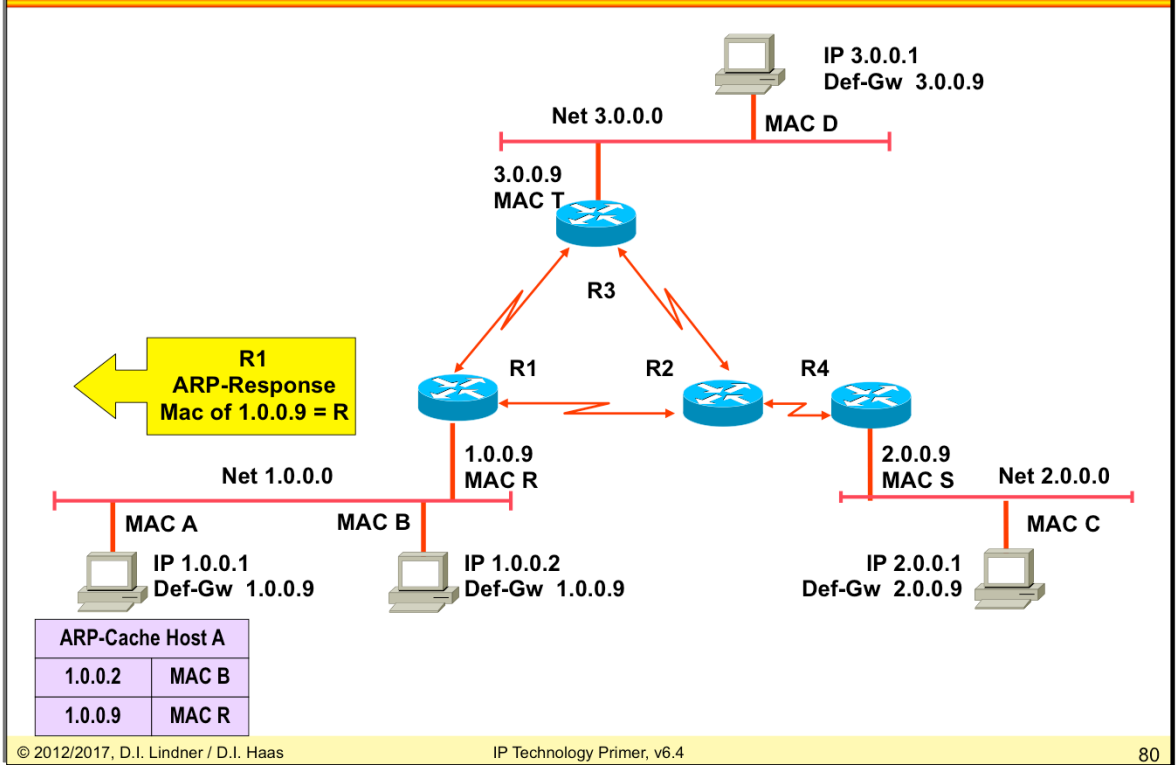 IP 3.0.0.1
Def-Gw 3.0.0.9
Net 3.0.0.0
MAC D
3.0.0.9
MAC T
R3
R1
ARP-Response
Mac of 1.0.0.9 = R
R1
R2
R4
1.0.0.9
MAC R
2.0.0.9
MAC S
Net 1.0.0.0
Net 2.0.0.0
MAC A
MAC B
MAC C
IP 1.0.0.1
Def-Gw 1.0.0.9
IP 1.0.0.2
Def-Gw 1.0.0.9
IP 2.0.0.1
Def-Gw 2.0.0.9
ARP-Cache Host A
1.0.0.2 MAC B
1.0.0.9 MAC R
© 2012/2017, D.I. Lindner / D.I. Haas IP Technology Primer, v6.4 80